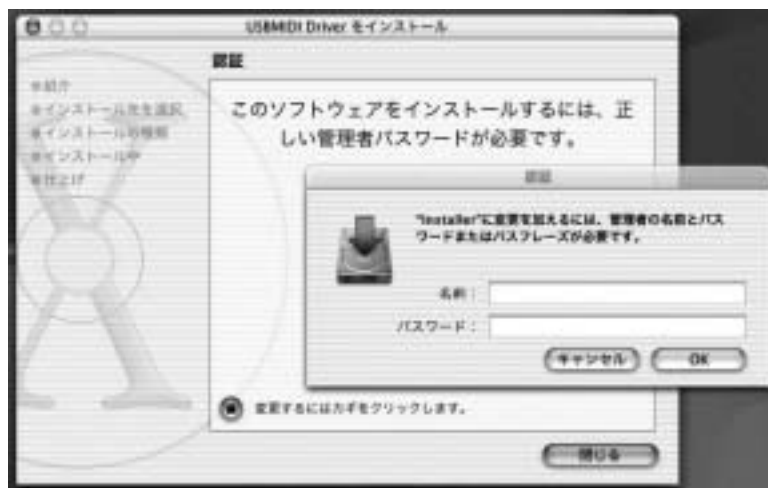 USBMIDI Driver をインストール
認証
紹介
インストール先を選択
インストールの種類
インストール中
仕上げ
このソフトウェアをインストールするには、正
しい管理者パスワードが必要です。
認証
"Installer"に変更を加えるには、管理者の名前とパス
ワードまたはパスフレーズが必要です。
名前：
パスワード：
キャンセル
OK
変更するにはカギをクリックします。
閉じる